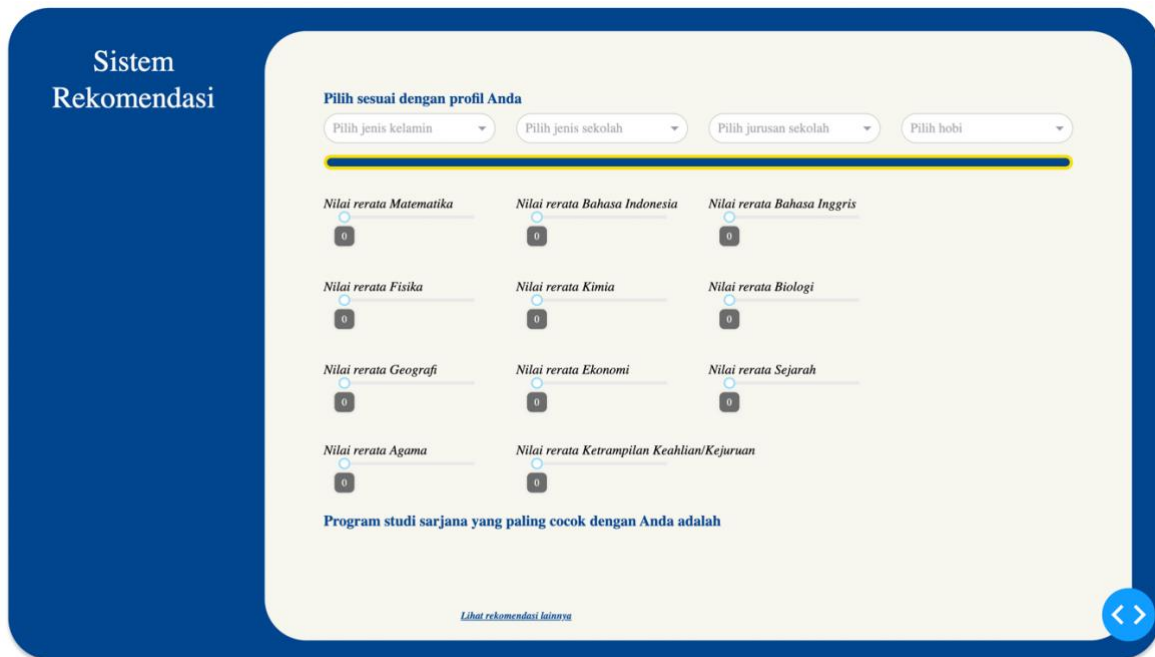 Sistem
Rekomendasi
Pilih sesuai dengan profil Anda
Pilih jenis kelamin
Pilih jenis sekolah
Pilih jurusan sekolah
Pilih hobi
Nilai rerata Matematika
Nilai rerata Bahasa Indonesia
Nilai rerata Bahasa Inggris
0
0
0
Nilai rerata Fisika
Nilai rerata Kimia
Nilai rerata Biologi
0
0
0
Nilai rerata Geografi
Nilai rerata Ekonomi
Nilai rerata Sejarah
0
0
0
Nilai rerata Agama
Nilai rerata Ketrampilan Keahlian/Kejuruan
0
0
Program studi sarjana yang paling cocok dengan Anda adalah
Lihat rekomendasi lainnya